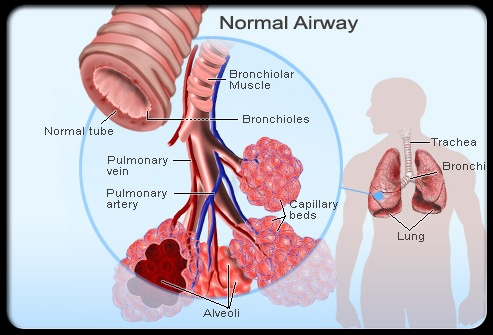 Normal Airway
Bronchiolar
Muscle
Normal tube
Bronchioles
Pulmonary
vein
Pulmonary
artery
Capillary
beds
Alveoli
Trachea
Bronchi
Lung